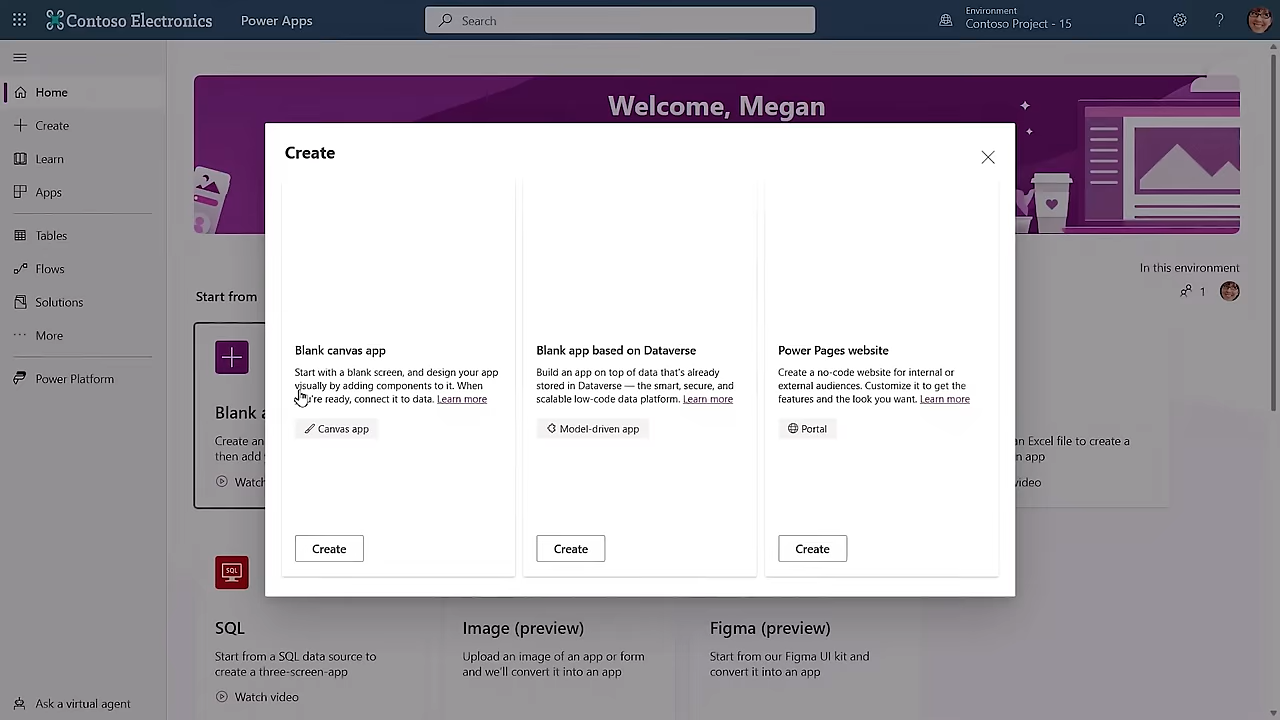 Contoso Electronics
Power Apps
Search
Environment
Contoso Project - 15
?
Home
Create
Learn
Apps
Tables
Flows
Solutions
More
Power Platform
Ask a virtual agent
Welcome, Megan
In this environment
1
Start from
Blank a
Create an
then add
Watch
an Excel file to create a
n app
video
Create
Blank canvas app
Start with a blank screen, and design your app
visually by adding components to it. When
you're ready, connect it to data. Learn more
Canvas app
Create
Blank app based on Dataverse
Build an app on top of data that's already
stored in Dataverse — the smart, secure, and
scalable low-code data platform. Learn more
Model-driven app
Create
Power Pages website
Create a no-code website for internal or
external audiences. Customize it to get the
features and the look you want. Learn more
Portal
Create
SQL
SQL
Start from a SQL data source to
create a three-screen-app
Watch video
Image (preview)
Upload an image of an app or form
and we'll convert it into an app
Figma (preview)
Start from our Figma UI kit and
convert it into an app